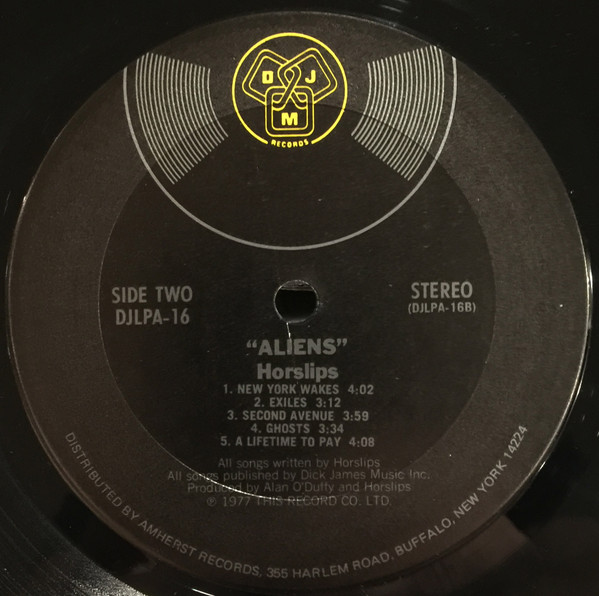 D J
M
RECORDS
SIDE TWO
DJLPA-16
STEREO
(DJLPA-16B)
"ALIENS"
Horslips
1. NEW YORK WAKES 4:02
2. EXILES 3:12
3. SECOND AVENUE 3:59
4. GHOSTS 3:34
5. A LIFETIME TO PAY 4:08
All songs written by Horslips
All songs published by Dick James Music Inc.
Produced by Alan O'Duffy and Horslips
℗ 1977 THIS RECORD CO. LTD.
DISTRIBUTED BY AMHERST RECORDS, 355 HARLEM ROAD, BUFFALO, NEW YORK 14224